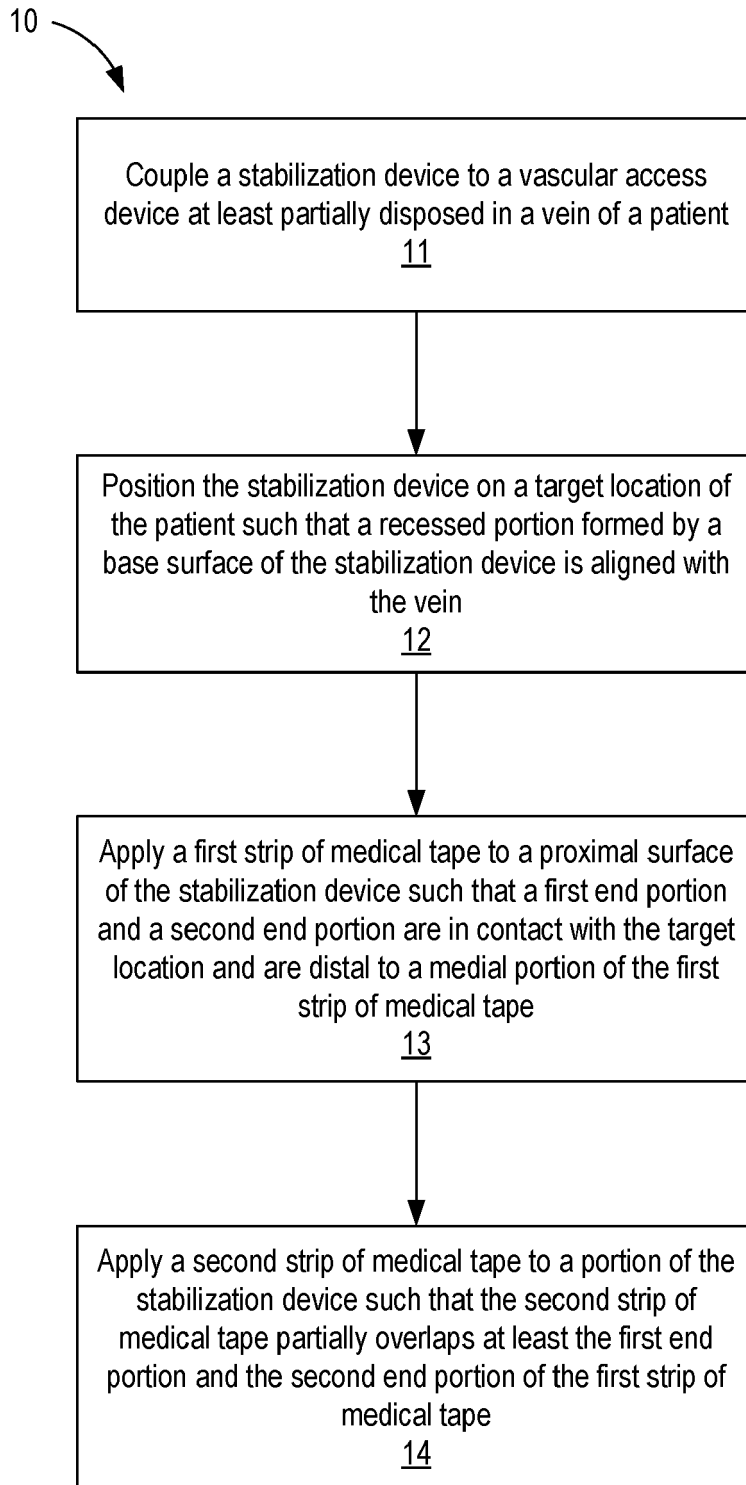 10
Couple a stabilization device to a vascular access
device at least partially disposed in a vein of a patient
11
Position the stabilization device on a target location of
the patient such that a recessed portion formed by a
base surface of the stabilization device is aligned with
the vein
12
Apply a first strip of medical tape to a proximal surface
of the stabilization device such that a first end portion
and a second end portion are in contact with the target
location and are distal to a medial portion of the first
strip of medical tape
13
Apply a second strip of medical tape to a portion of the
stabilization device such that the second strip of
medical tape partially overlaps at least the first end
portion and the second end portion of the first strip of
medical tape
14